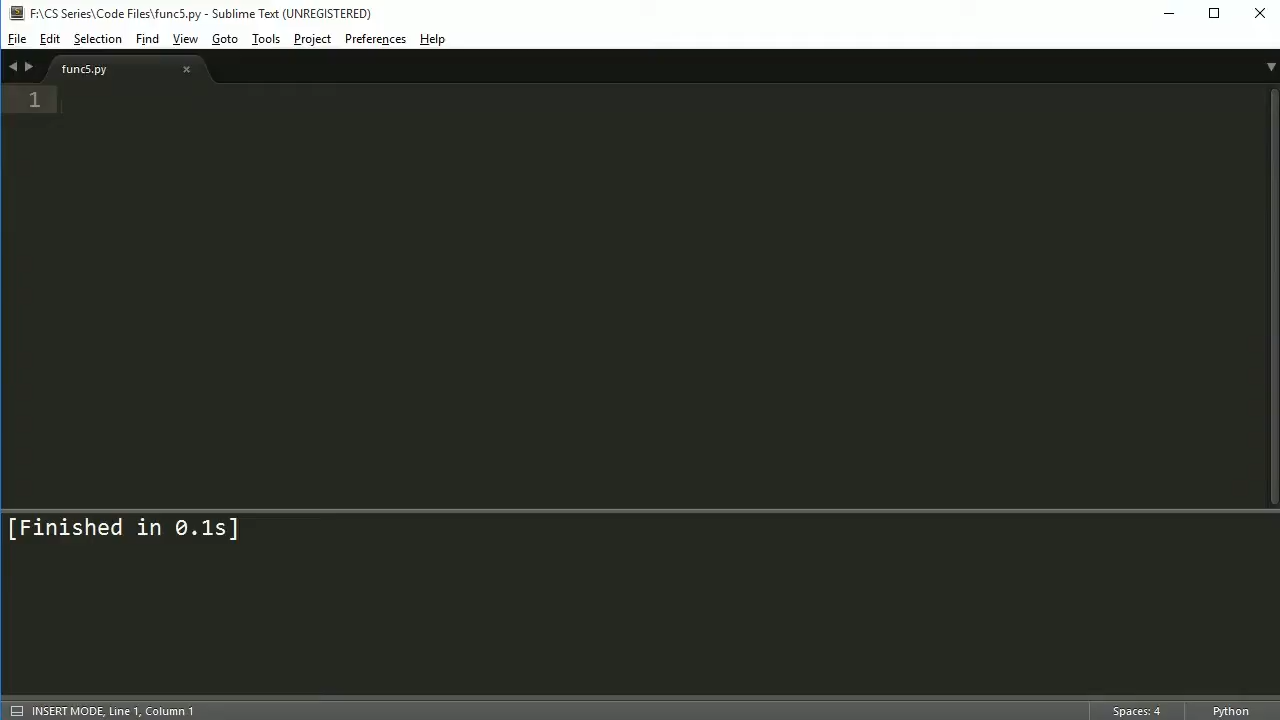 F:\CS Series\Code Files\func5.py - Sublime Text (UNREGISTERED)
File Edit Selection Find View Goto Tools Project Preferences Help
func5.py
1
[Finished in 0.1s]
INSERT MODE, Line 1, Column 1 Spaces: 4 Python